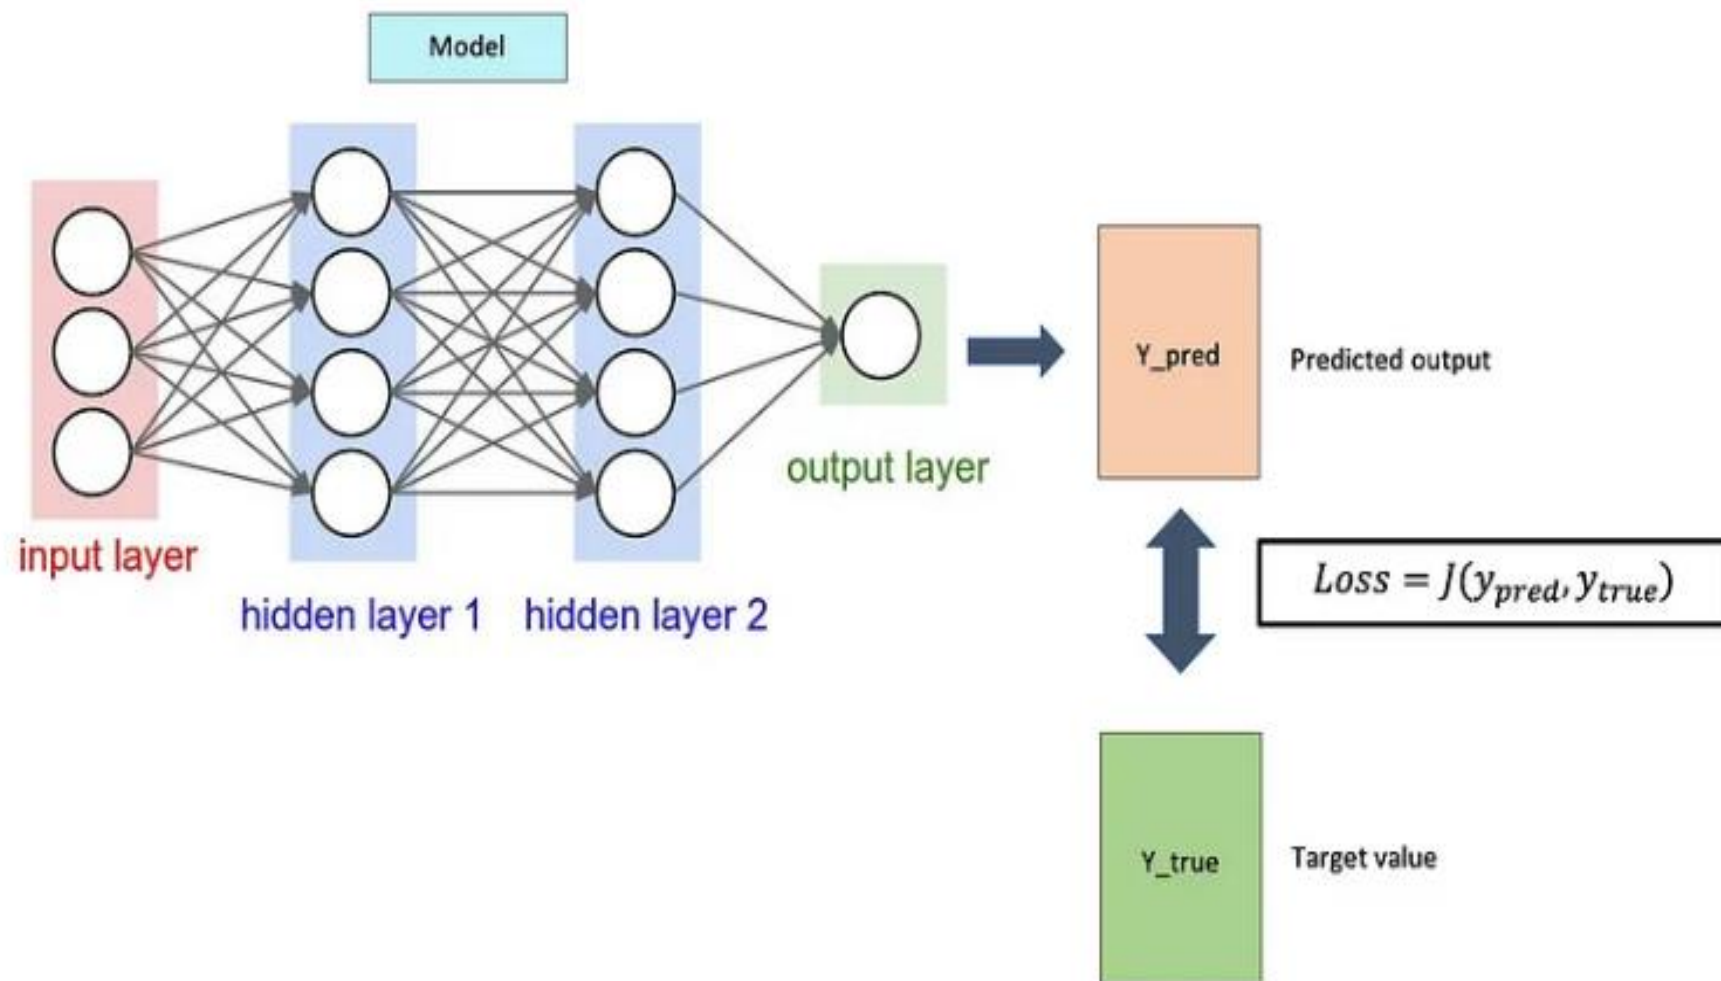 Model
input layer
hidden layer 1
hidden layer 2
output layer
Y_pred
Predicted output
Loss = J(y_pred, y_true)
Y_true
Target value